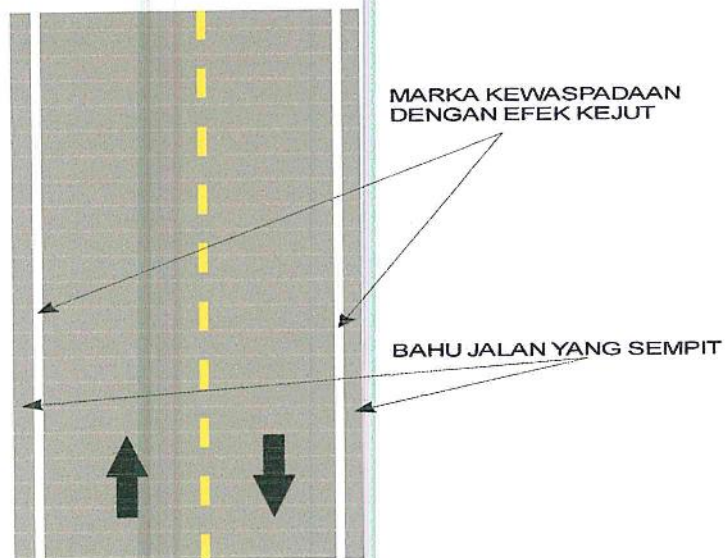 MARKA KEWASPADAAN
DENGAN EFEK KEJUT
BAHU JALAN YANG SEMPIT